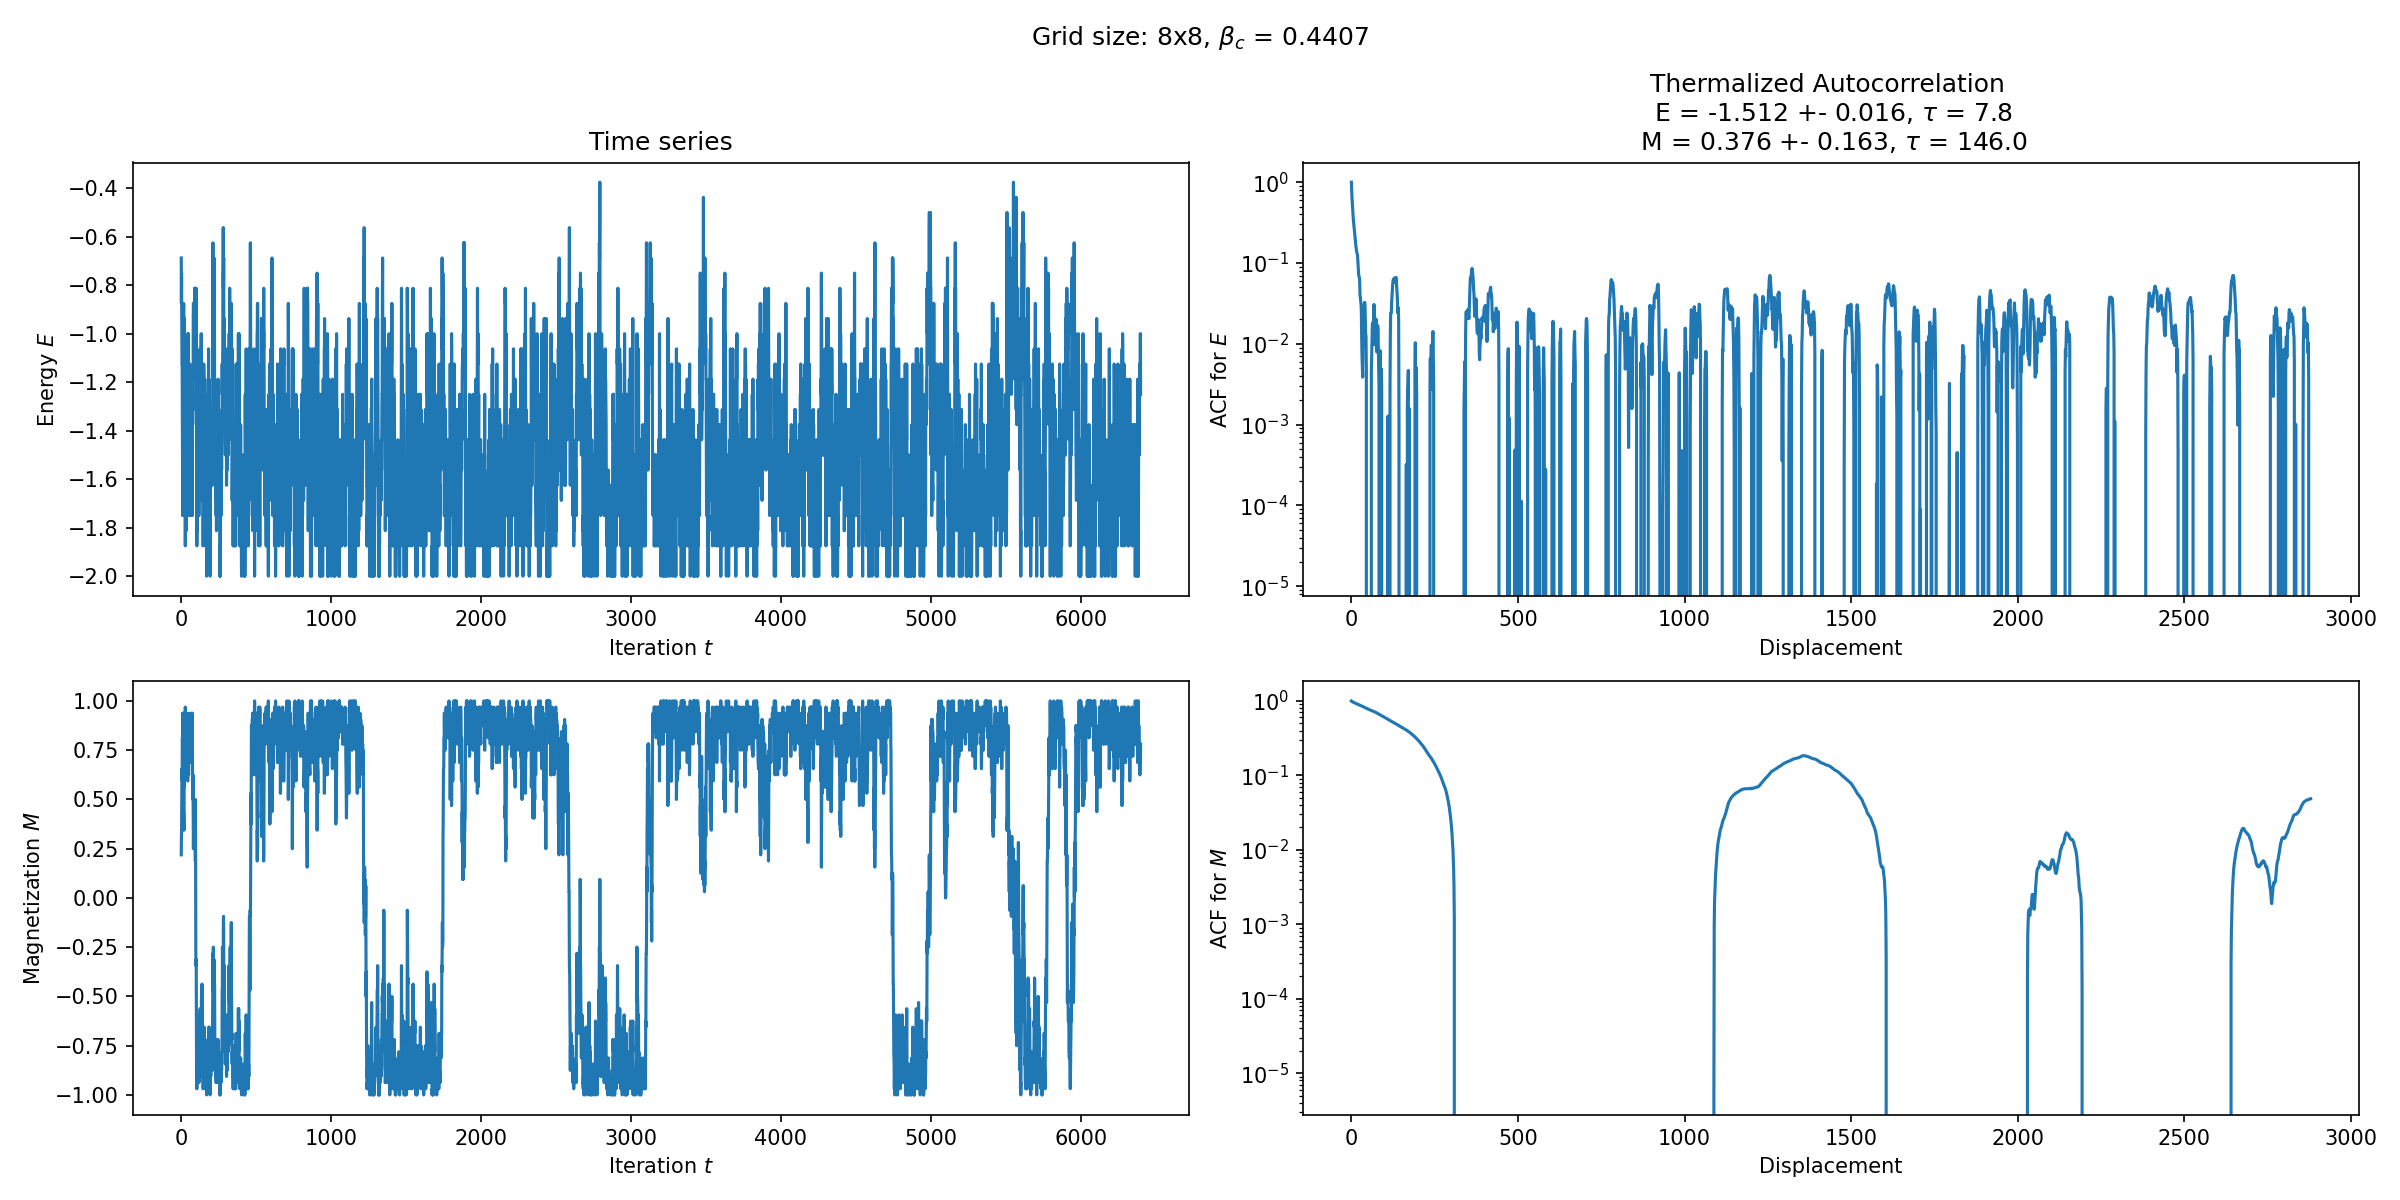 Grid size: 8x8, β_c = 0.4407
Time series
Thermalized Autocorrelation
E = -1.512 +- 0.016, τ = 7.8
M = 0.376 +- 0.163, τ = 146.0
Energy E
−0.4
−0.6
−0.8
−1.0
−1.2
−1.4
−1.6
−1.8
−2.0
0 1000 2000 3000 4000 5000 6000
Iteration t
ACF for E
10^0
10^−1
10^−2
10^−3
10^−4
10^−5
0 500 1000 1500 2000 2500 3000
Displacement
Magnetization M
1.00
0.75
0.50
0.25
0.00
−0.25
−0.50
−0.75
−1.00
0 1000 2000 3000 4000 5000 6000
Iteration t
ACF for M
10^0
10^−1
10^−2
10^−3
10^−4
10^−5
0 500 1000 1500 2000 2500 3000
Displacement